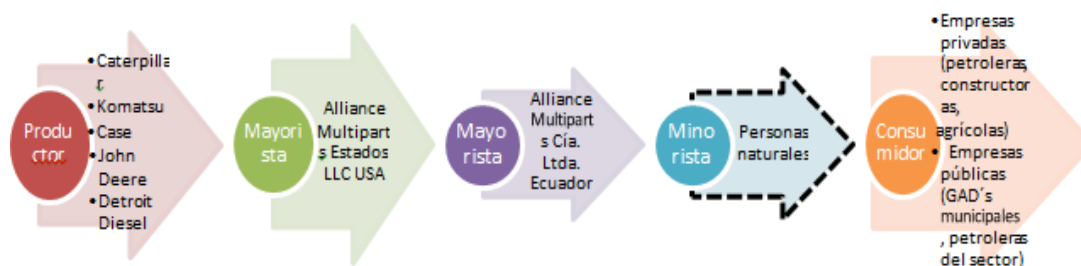 Produ
ctor
•Caterpilla
r
•Komatsu
•Case
•John
Deere
•Detroit
Diesel
Mayori
sta
Alliance
Multipart
s Estados
LLC USA
Mayo
rista
Alliance
Multipart
s Cía.
Ltda.
Ecuador
Mino
rista
Personas
naturales
Consu
midor
•Empresas
privadas
(petroleras,
constructor
as,
agrícolas)
• Empresas
públicas
(GAD´s
municipales
, petroleras
del sector)